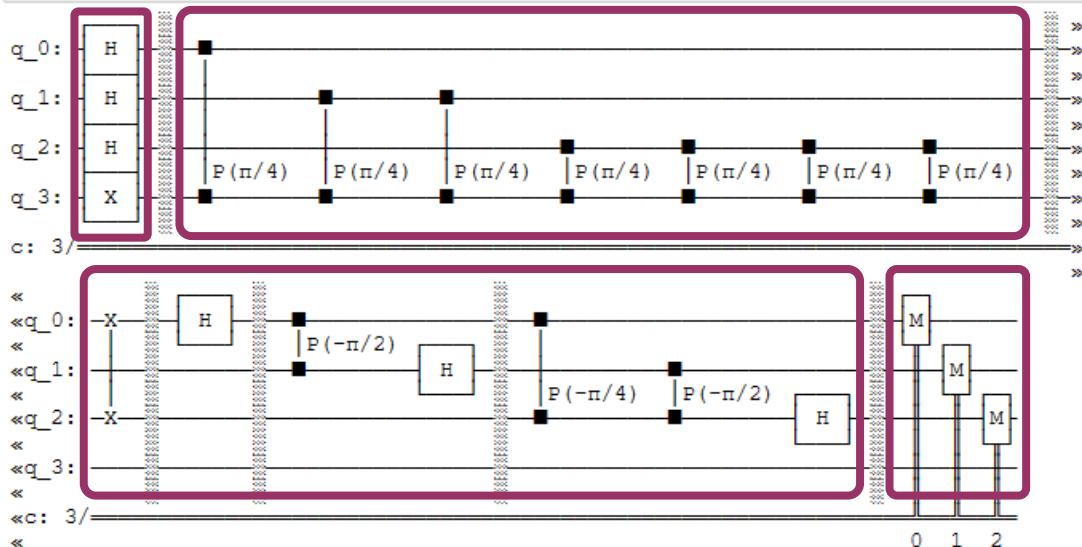 »
q_0: H »
»
q_1: H »
»
q_2: H »
P(π/4) P(π/4) P(π/4) P(π/4) P(π/4) P(π/4) P(π/4) »
q_3: X »
»
c: 3/ »
»
«
«q_0: X H M
« P(-π/2)
«q_1: H M
« P(-π/4) P(-π/2)
«q_2: X H M
«
«q_3:
«
«c: 3/
« 0 1 2